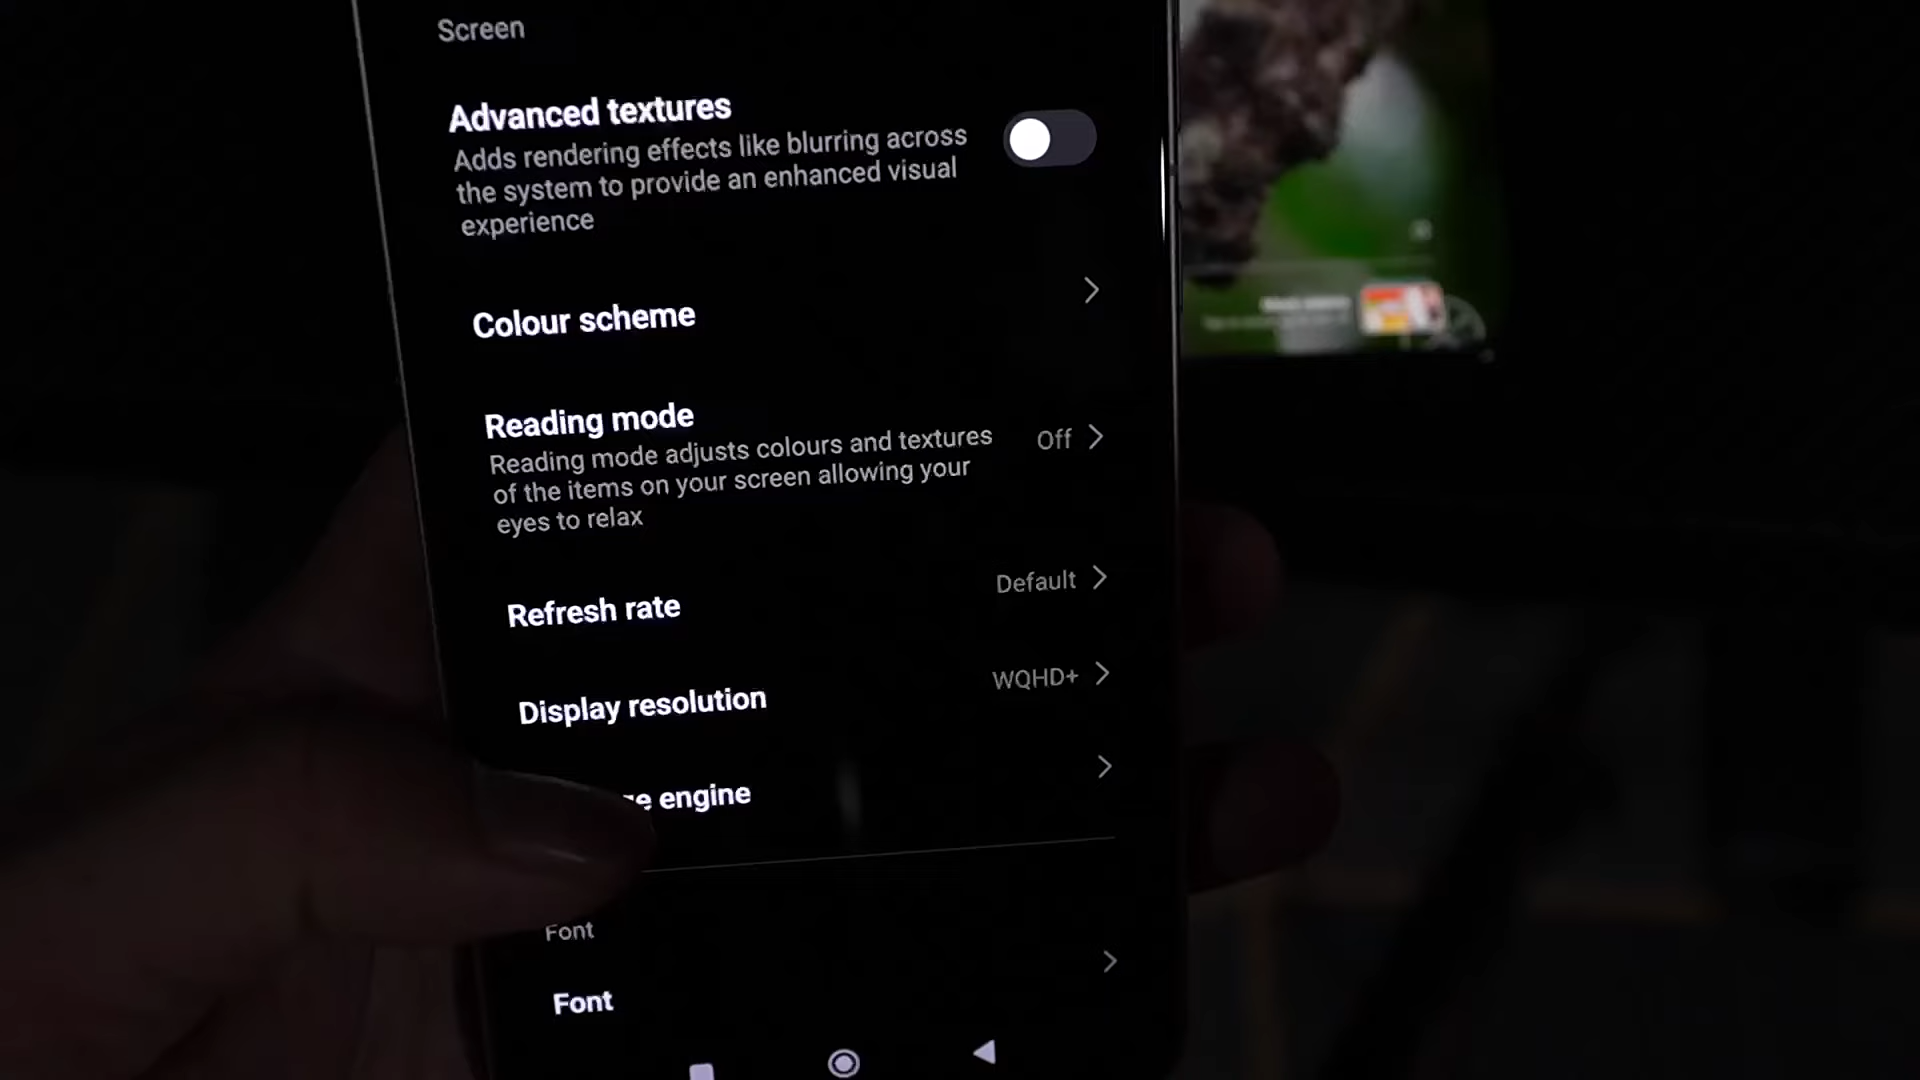 Screen
Advanced textures
Adds rendering effects like blurring across
the system to provide an enhanced visual
experience
Colour scheme
Reading mode
Reading mode adjusts colours and textures
of the items on your screen allowing your
eyes to relax
Off
Refresh rate
Default
Display resolution
WQHD+
engine
Font
Font